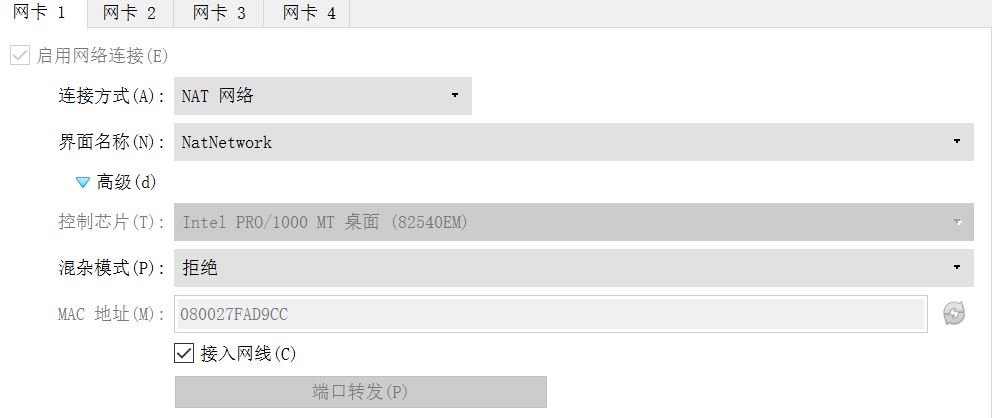 网卡 1 网卡 2 网卡 3 网卡 4
启用网络连接(E)
连接方式(A): NAT 网络
界面名称(N): NatNetwork
高级(d)
控制芯片(T): Intel PRO/1000 MT 桌面 (82540EM)
混杂模式(P): 拒绝
MAC 地址(M): 080027FAD9CC
接入网线(C)
端口转发(P)